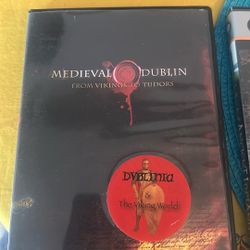 MEDIEVAL DUBLIN
FROM VIKINGS TO TUDORS
DVBLINIA
&
The Viking World